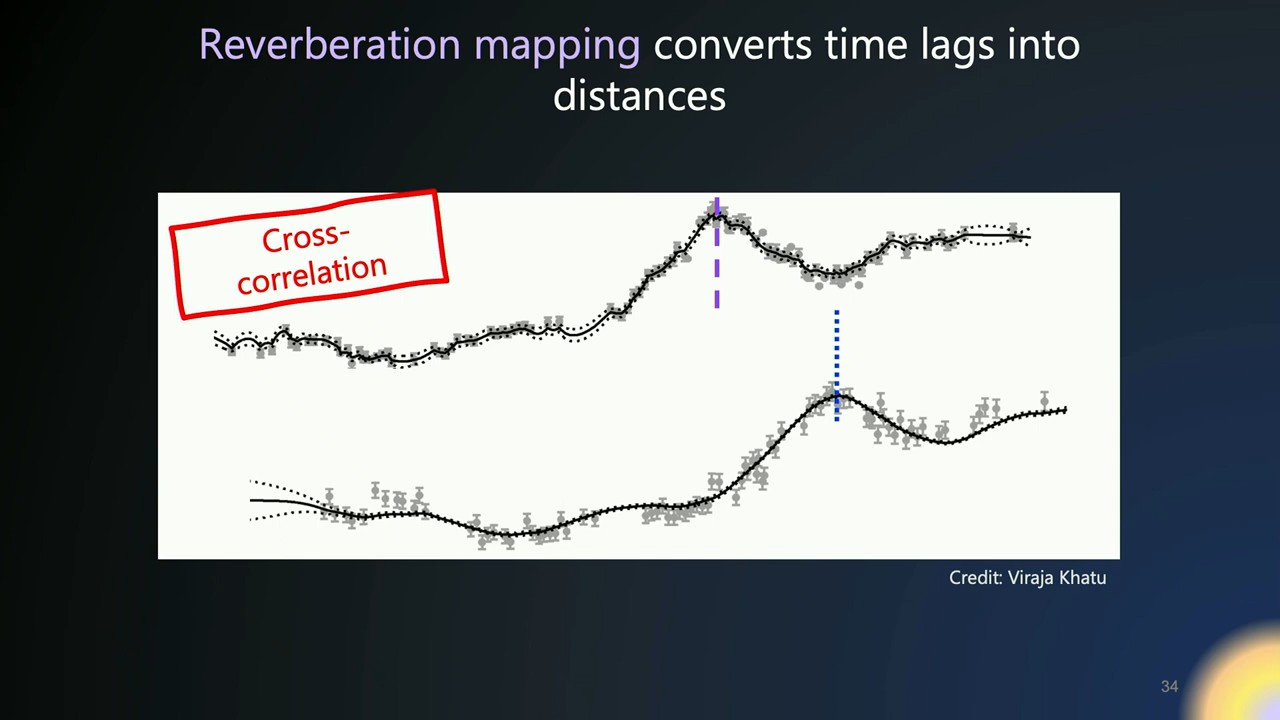 Reverberation mapping converts time lags into
distances
Cross-
correlation
Credit: Viraja Khatu
34